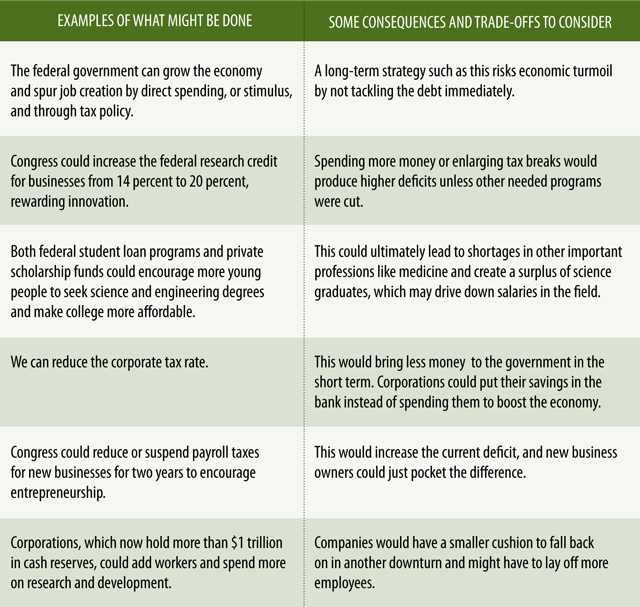 EXAMPLES OF WHAT MIGHT BE DONE
SOME CONSEQUENCES AND TRADE-OFFS TO CONSIDER
The federal government can grow the economy
and spur job creation by direct spending, or stimulus,
and through tax policy.
A long-term strategy such as this risks economic turmoil
by not tackling the debt immediately.
Congress could increase the federal research credit
for businesses from 14 percent to 20 percent,
rewarding innovation.
Spending more money or enlarging tax breaks would
produce higher deficits unless other needed programs
were cut.
Both federal student loan programs and private
scholarship funds could encourage more young
people to seek science and engineering degrees
and make college more affordable.
This could ultimately lead to shortages in other important
professions like medicine and create a surplus of science
graduates, which may drive down salaries in the field.
We can reduce the corporate tax rate.
This would bring less money to the government in the
short term. Corporations could put their savings in the
bank instead of spending them to boost the economy.
Congress could reduce or suspend payroll taxes
for new businesses for two years to encourage
entrepreneurship.
This would increase the current deficit, and new business
owners could just pocket the difference.
Corporations, which now hold more than $1 trillion
in cash reserves, could add workers and spend more
on research and development.
Companies would have a smaller cushion to fall back
on in another downturn and might have to lay off more
employees.